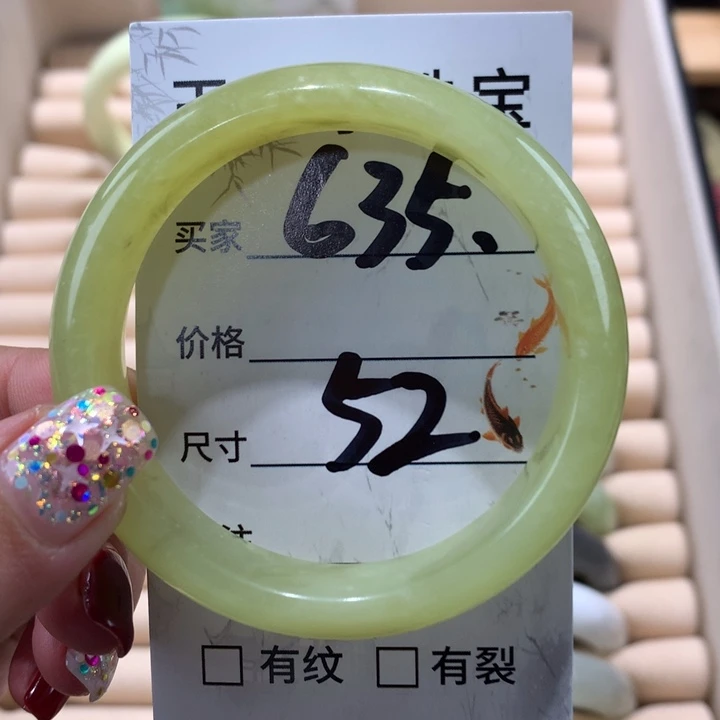 宝
买家 635.
价格
尺寸 52
□ 有纹 □ 有裂